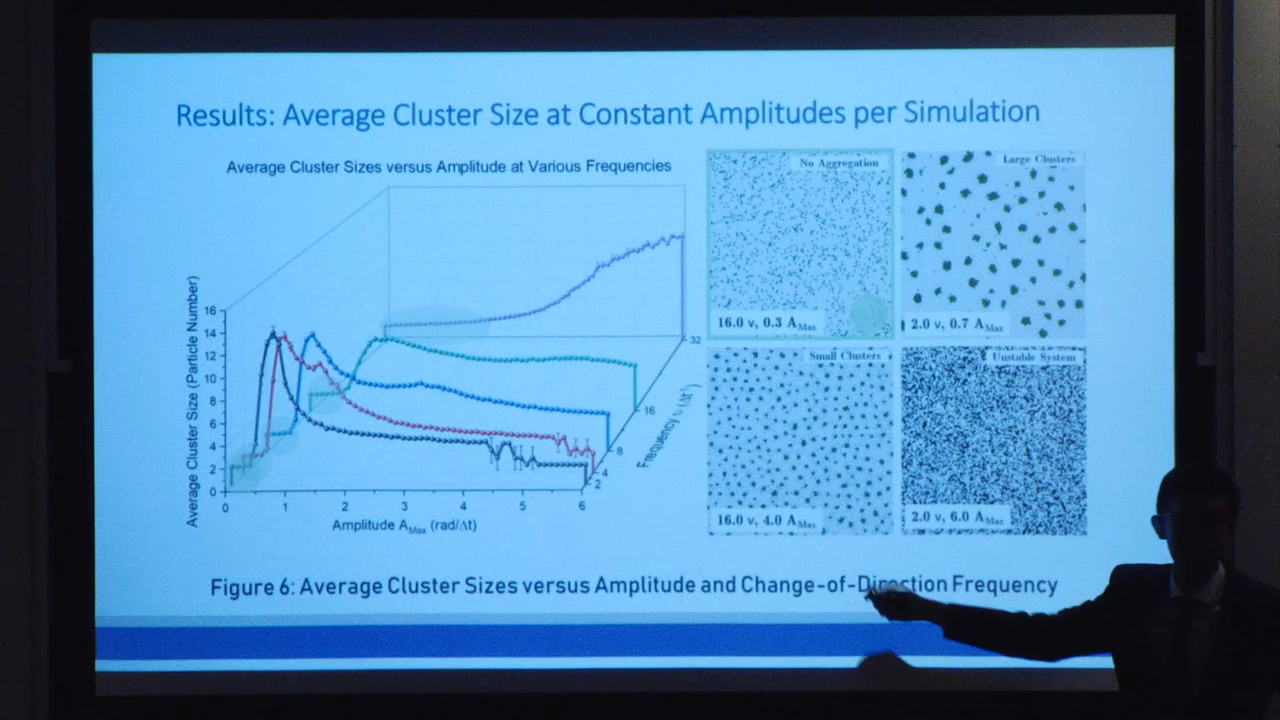 Results: Average Cluster Size at Constant Amplitudes per Simulation
Average Cluster Sizes versus Amplitude at Various Frequencies
Average Cluster Size (Particle Number)
16
14
12
10
8
6
4
2
0
0
1
2
3
4
5
6
Amplitude A_Max (rad/Δt)
2
4
8
16
32
Frequency υ
No Aggregation
16.0 ν, 0.3 A_Max
Large Clusters
2.0 ν, 0.7 A_Max
Small Clusters
16.0 ν, 4.0 A_Max
Unstable System
2.0 ν, 6.0 A_Max
Figure 6: Average Cluster Sizes versus Amplitude and Change-of-Direction Frequency